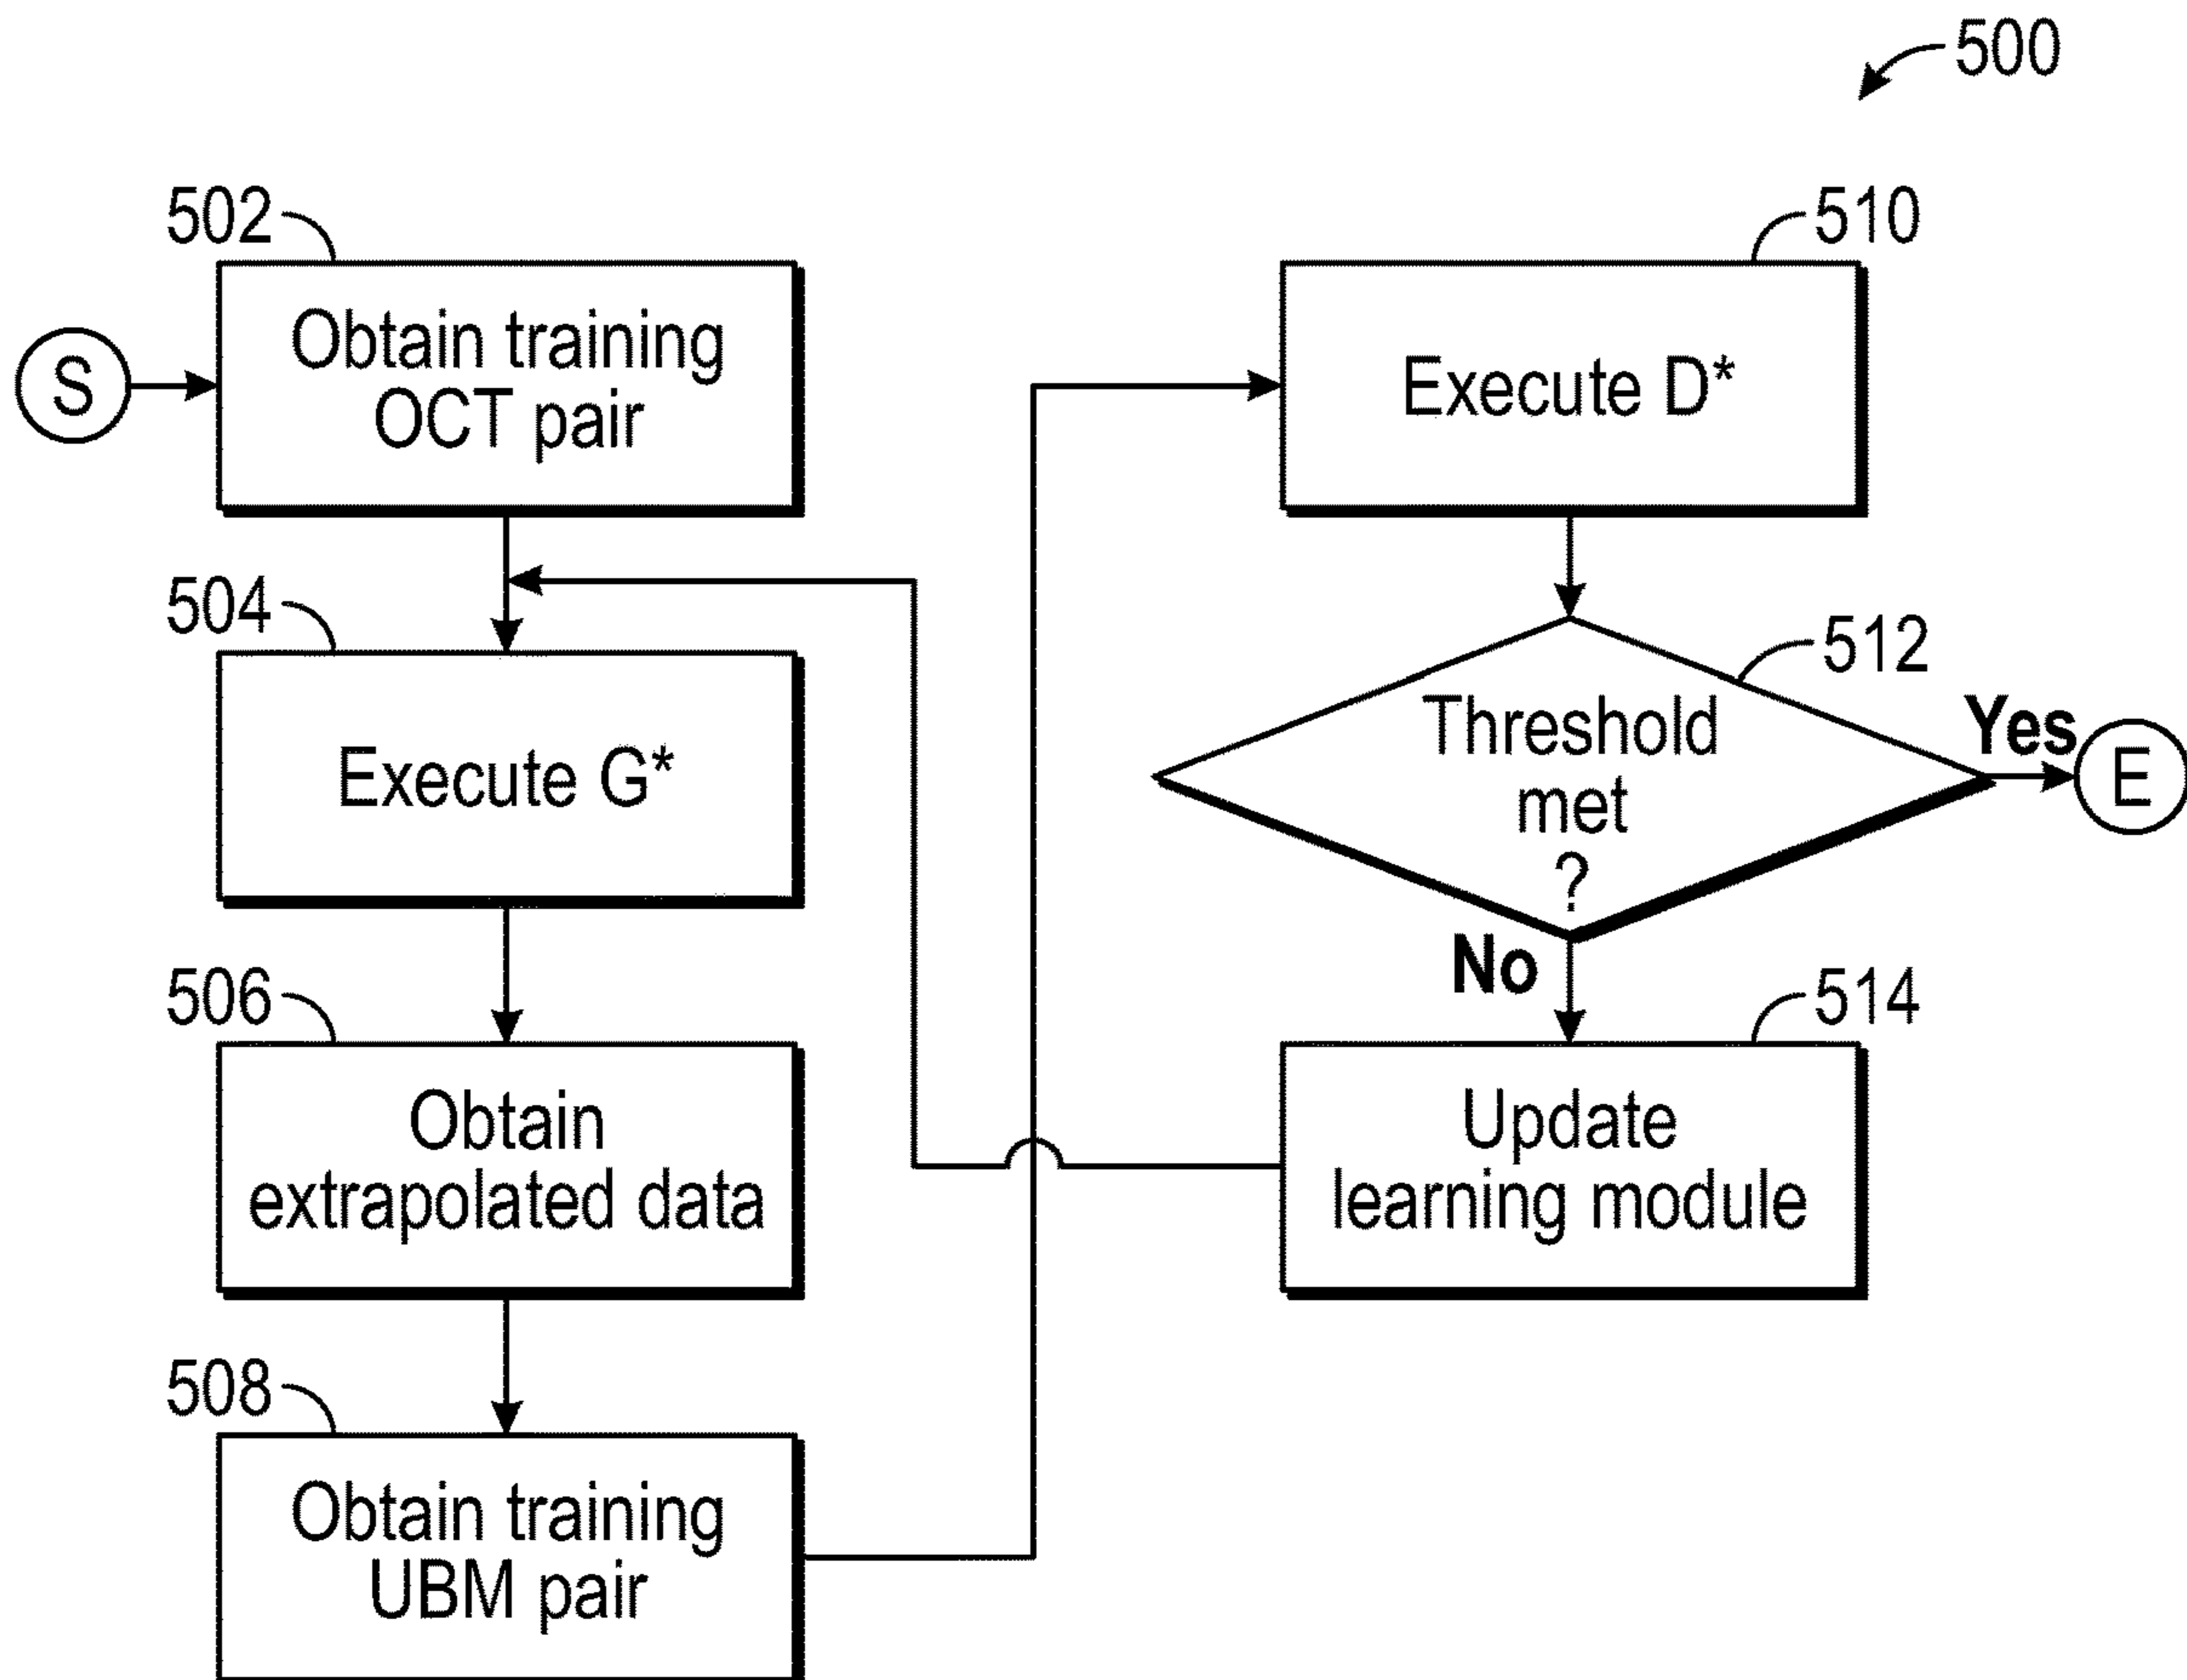 500
502
S
Obtain training
OCT pair
504
Execute G*
506
Obtain
extrapolated data
508
Obtain training
UBM pair
510
Execute D*
512
Threshold
met
?
Yes
E
No
514
Update
learning module